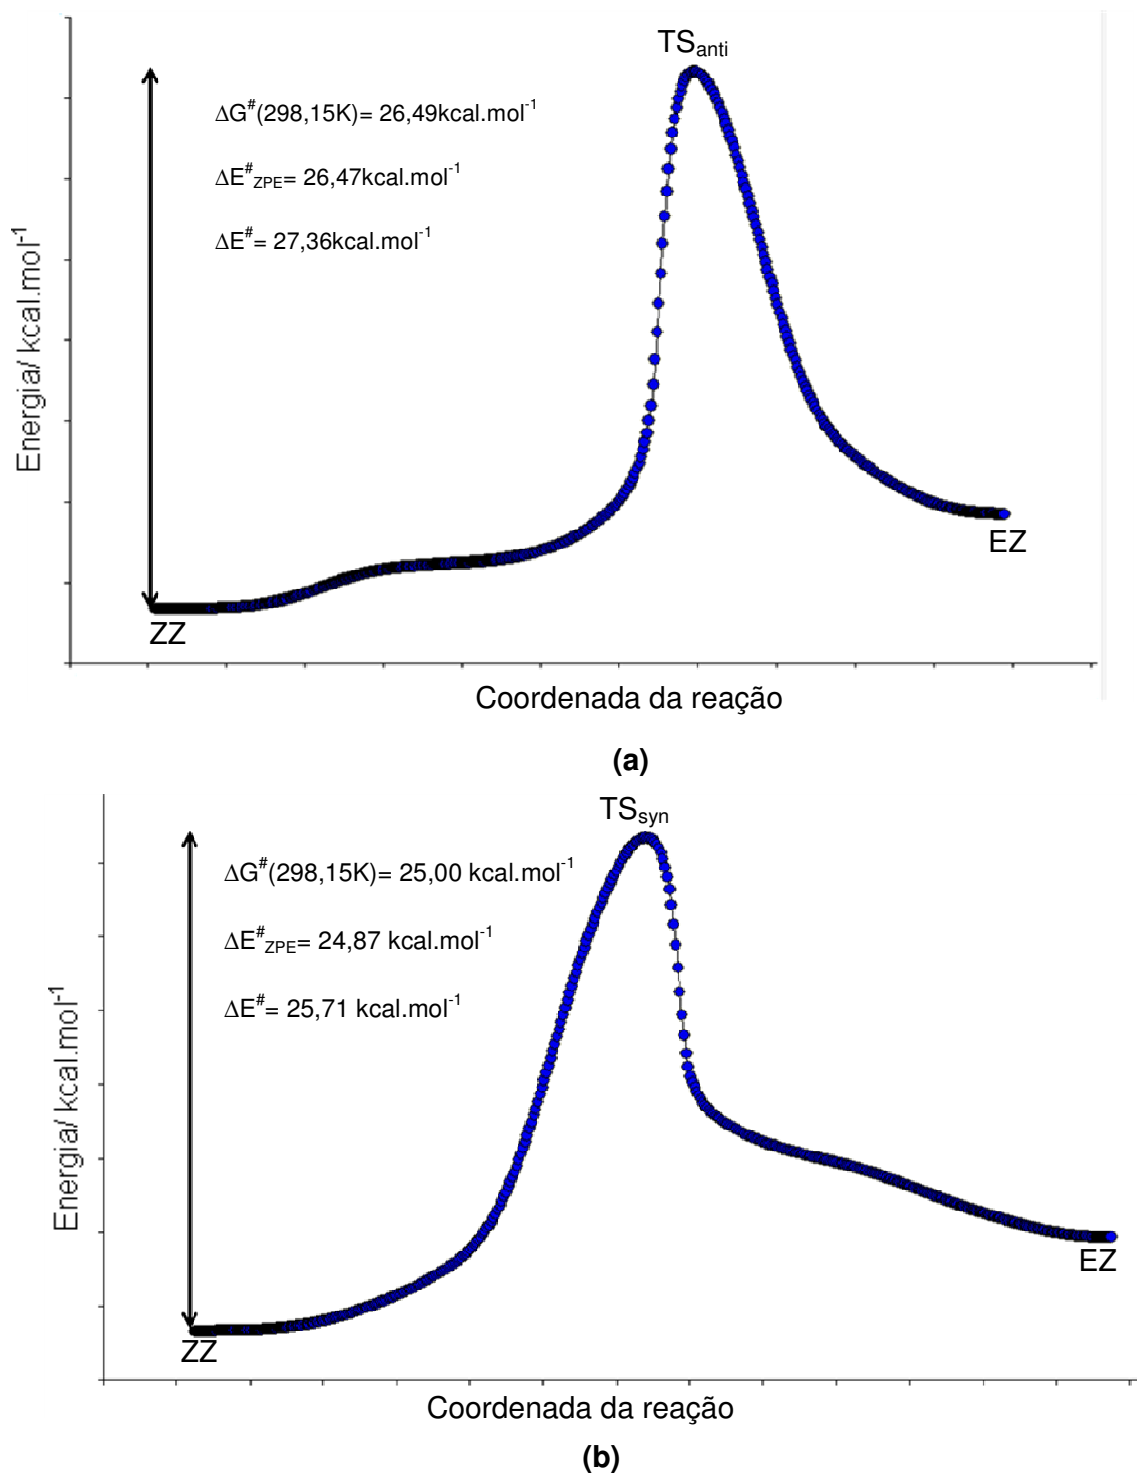 TSanti
ΔG#(298,15K)= 26,49kcal.mol-1
ΔE#ZPE= 26,47kcal.mol-1
ΔE#= 27,36kcal.mol-1
Energia/ kcal.mol-1
EZ
ZZ
Coordenada da reação
(a)
TSsyn
ΔG#(298,15K)= 25,00 kcal.mol-1
ΔE#ZPE= 24,87 kcal.mol-1
ΔE#= 25,71 kcal.mol-1
Energia/ kcal.mol-1
EZ
ZZ
Coordenada da reação
(b)